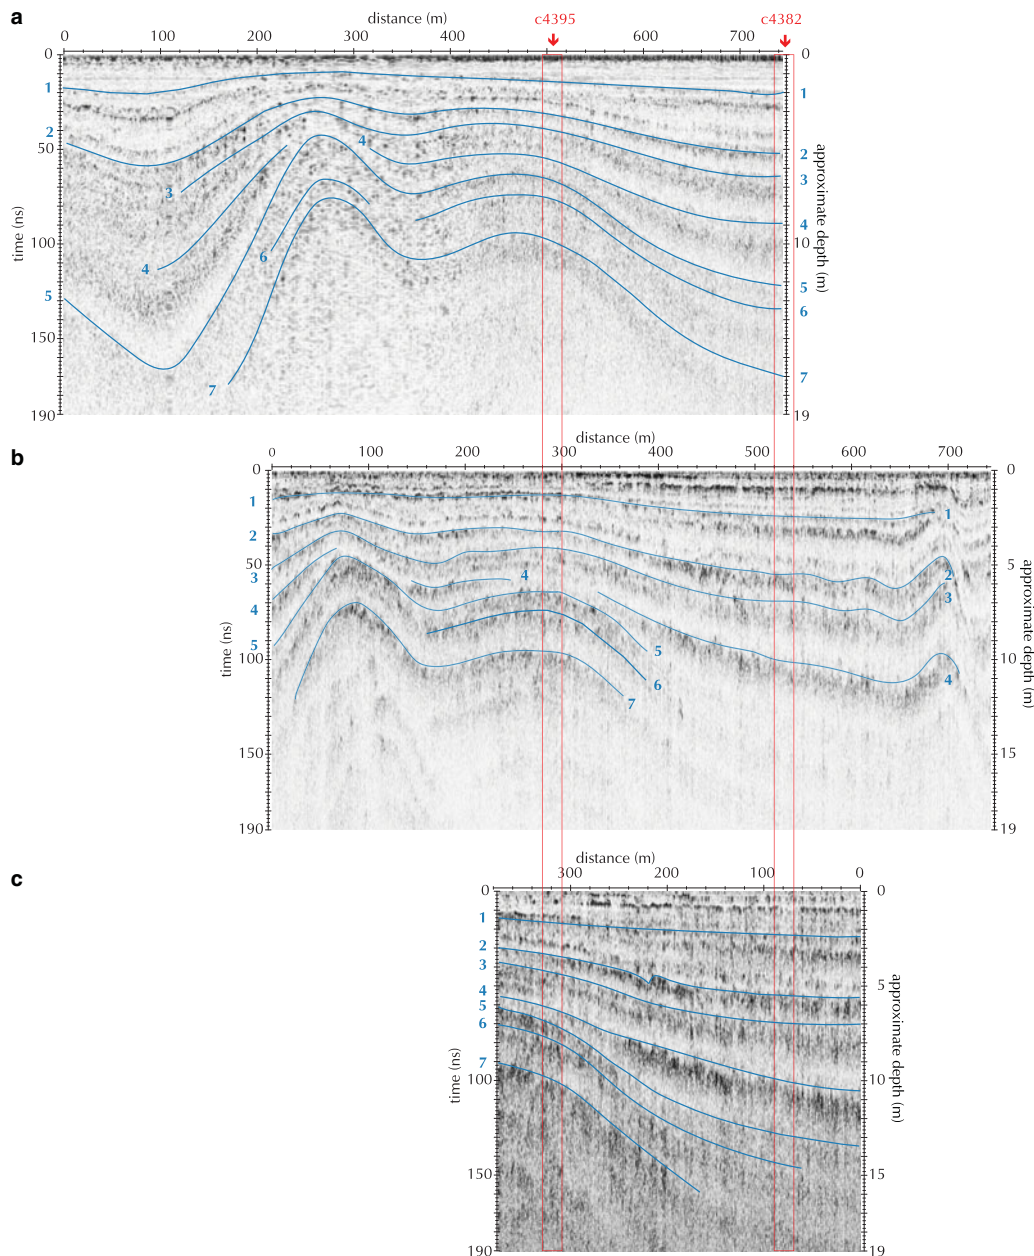 a
distance (m)
c4395
c4382
0 100 200 300 400 600 700
0 50 100 150 190
time (ns)
0 10 19
approximate depth (m)
1 2 3 4 5 6 7
4
1 2 3 4 5 6 7
b
distance (m)
0 100 200 300 400 500 600 700
0 50 100 150 190
time (ns)
0 5 10 15 19
approximate depth (m)
1 2 3 4 5
4 5 6 7
1 2 3 4
c
distance (m)
300 200 100 0
0 100 150 190
time (ns)
0 5 10 15 19
approximate depth (m)
1 2 3 4 5 6 7